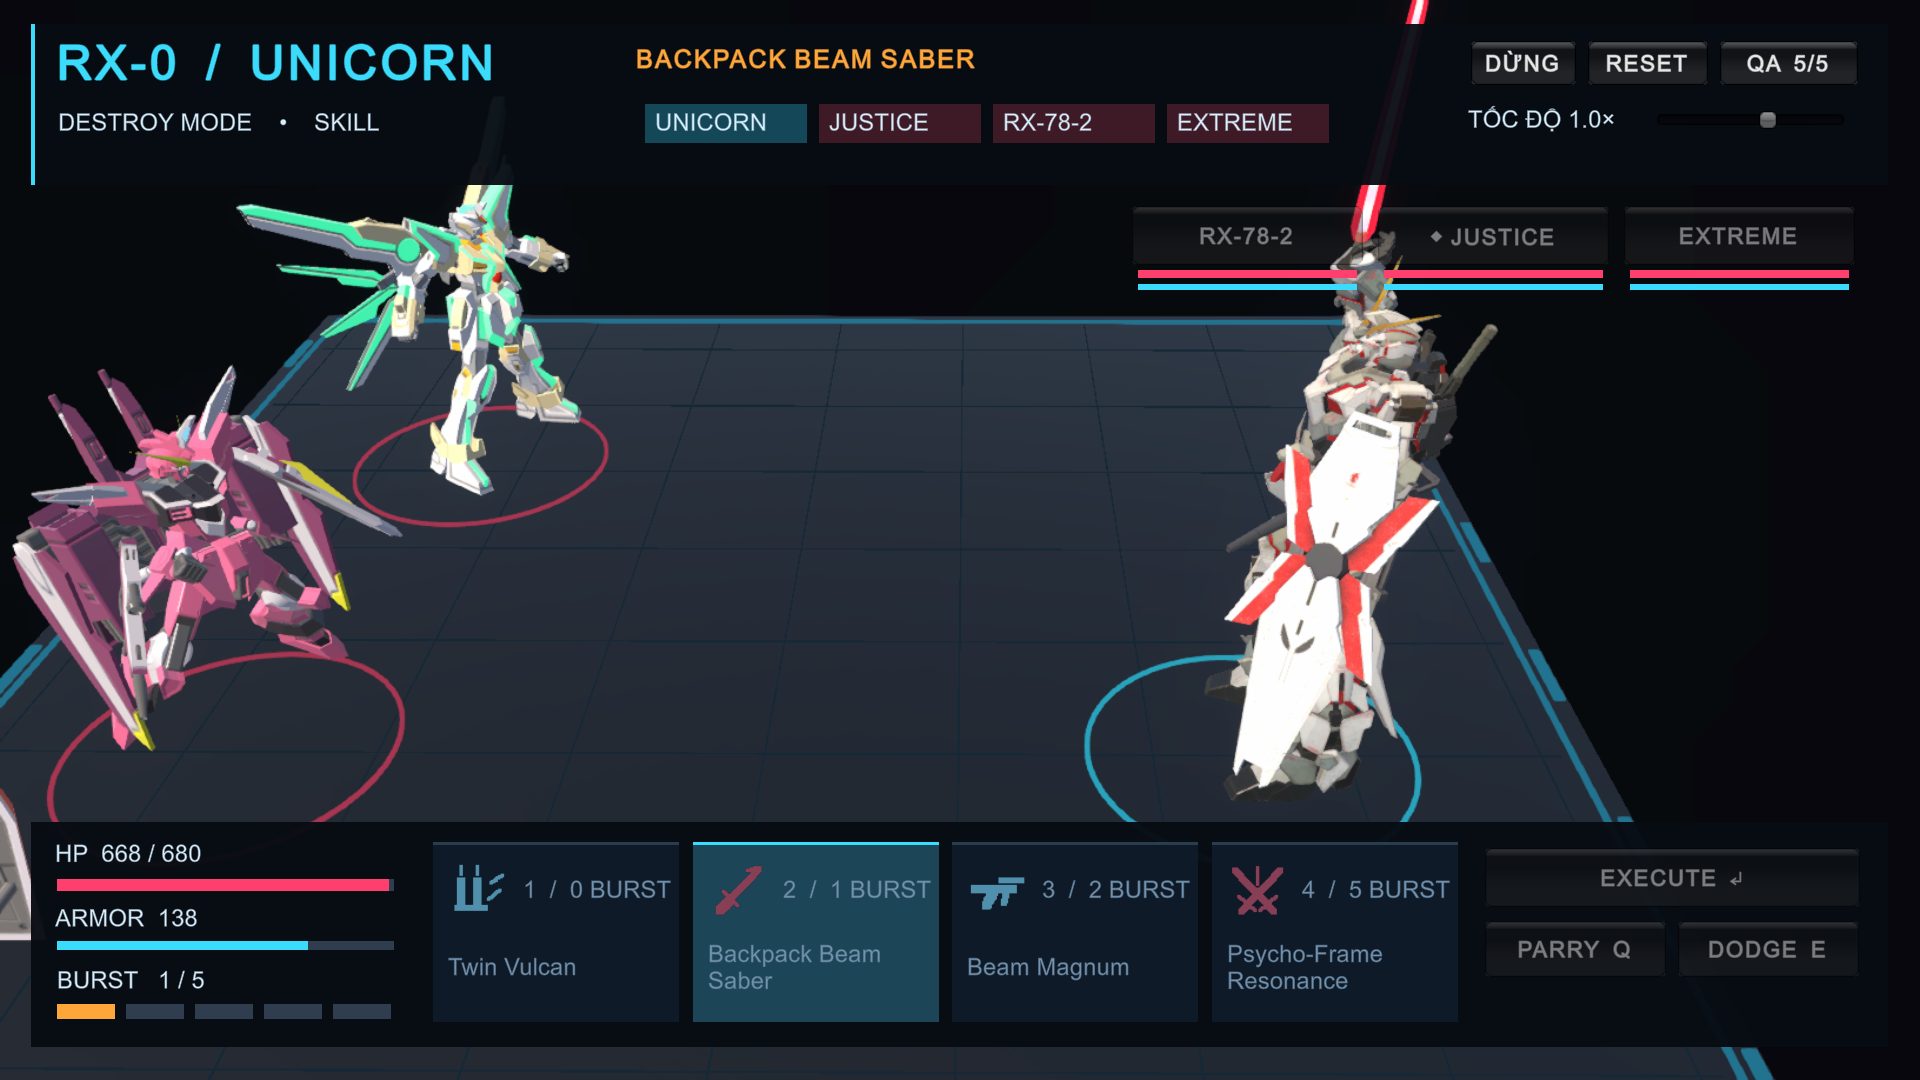 RX-0 / UNICORN
DESTROY MODE • SKILL
BACKPACK BEAM SABER
UNICORN
JUSTICE
RX-78-2
EXTREME
DỪNG
RESET
QA 5/5
TỐC ĐỘ 1.0×
RX-78-2
◆ JUSTICE
EXTREME
HP 668 / 680
ARMOR 138
BURST 1 / 5
1 / 0 BURST
Twin Vulcan
2 / 1 BURST
Backpack Beam
Saber
3 / 2 BURST
Beam Magnum
4 / 5 BURST
Psycho-Frame
Resonance
EXECUTE ↲
PARRY Q
DODGE E